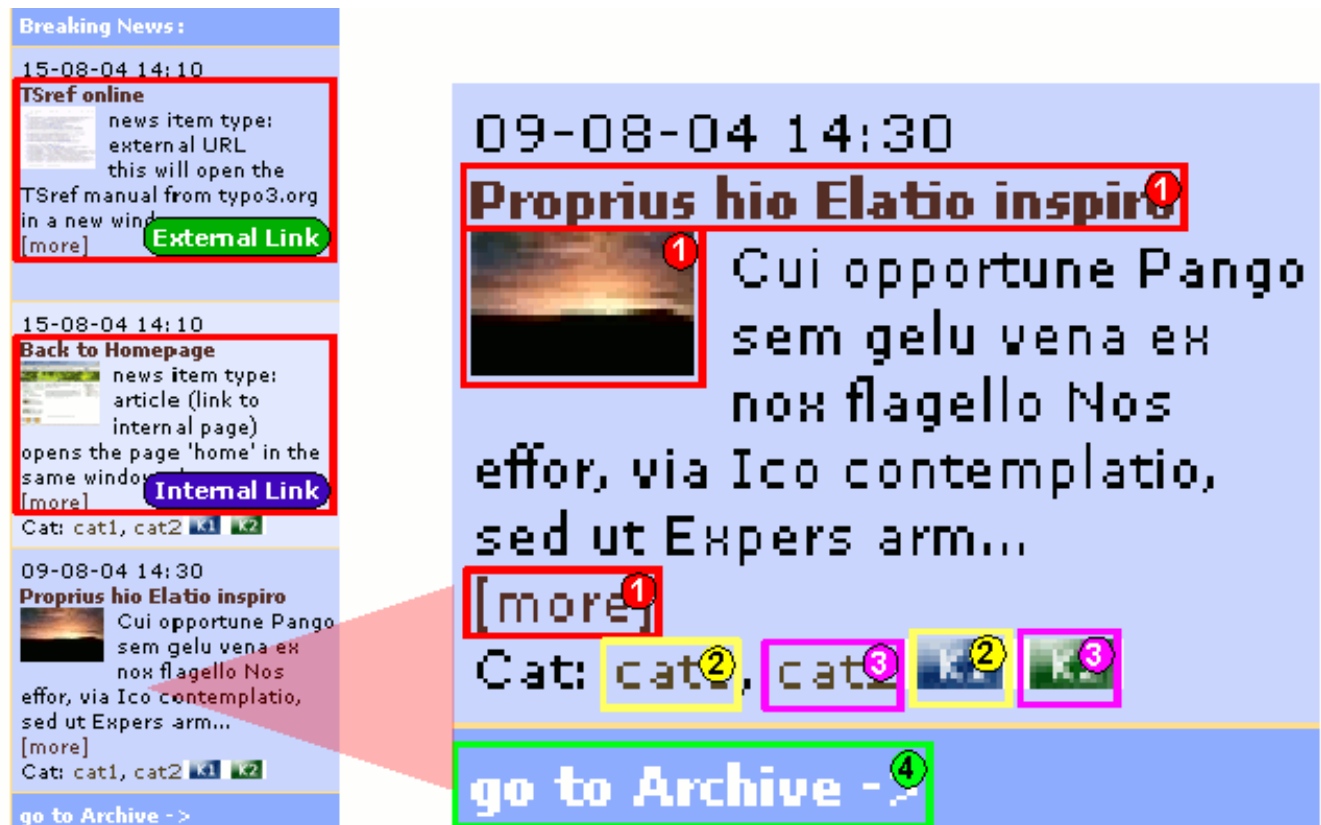 Breaking News:
15-08-04 14:10
TSref online
news item type:
external URL
this will open the
TSref manual from typo3.org
in a new
[more]
External Link
15-08-04 14:10
Back to Homepage
news item type:
article (link to
internal page)
opens the page 'home' in the
same window
[more]
Internal Link
Cat: cat1, cat2 K1 K2
09-08-04 14:30
Proprius hio Elatio inspiro
Cui opportune Pango
sem gelu vena ex
nox flagello Nos
effor, via Ico contemplatio,
sed ut Expers arm...
[more]
Cat: cat1, cat2 K1 K2
go to Archive ->
09-08-04 14:30
Proprius hio Elatio inspiro 1
1
Cui opportune Pango
sem gelu vena ex
nox flagello Nos
effor, via Ico contemplatio,
sed ut Expers arm...
[more] 1
Cat: cat1 2, cat2 3 K1 2 K2 3
go to Archive -> 4